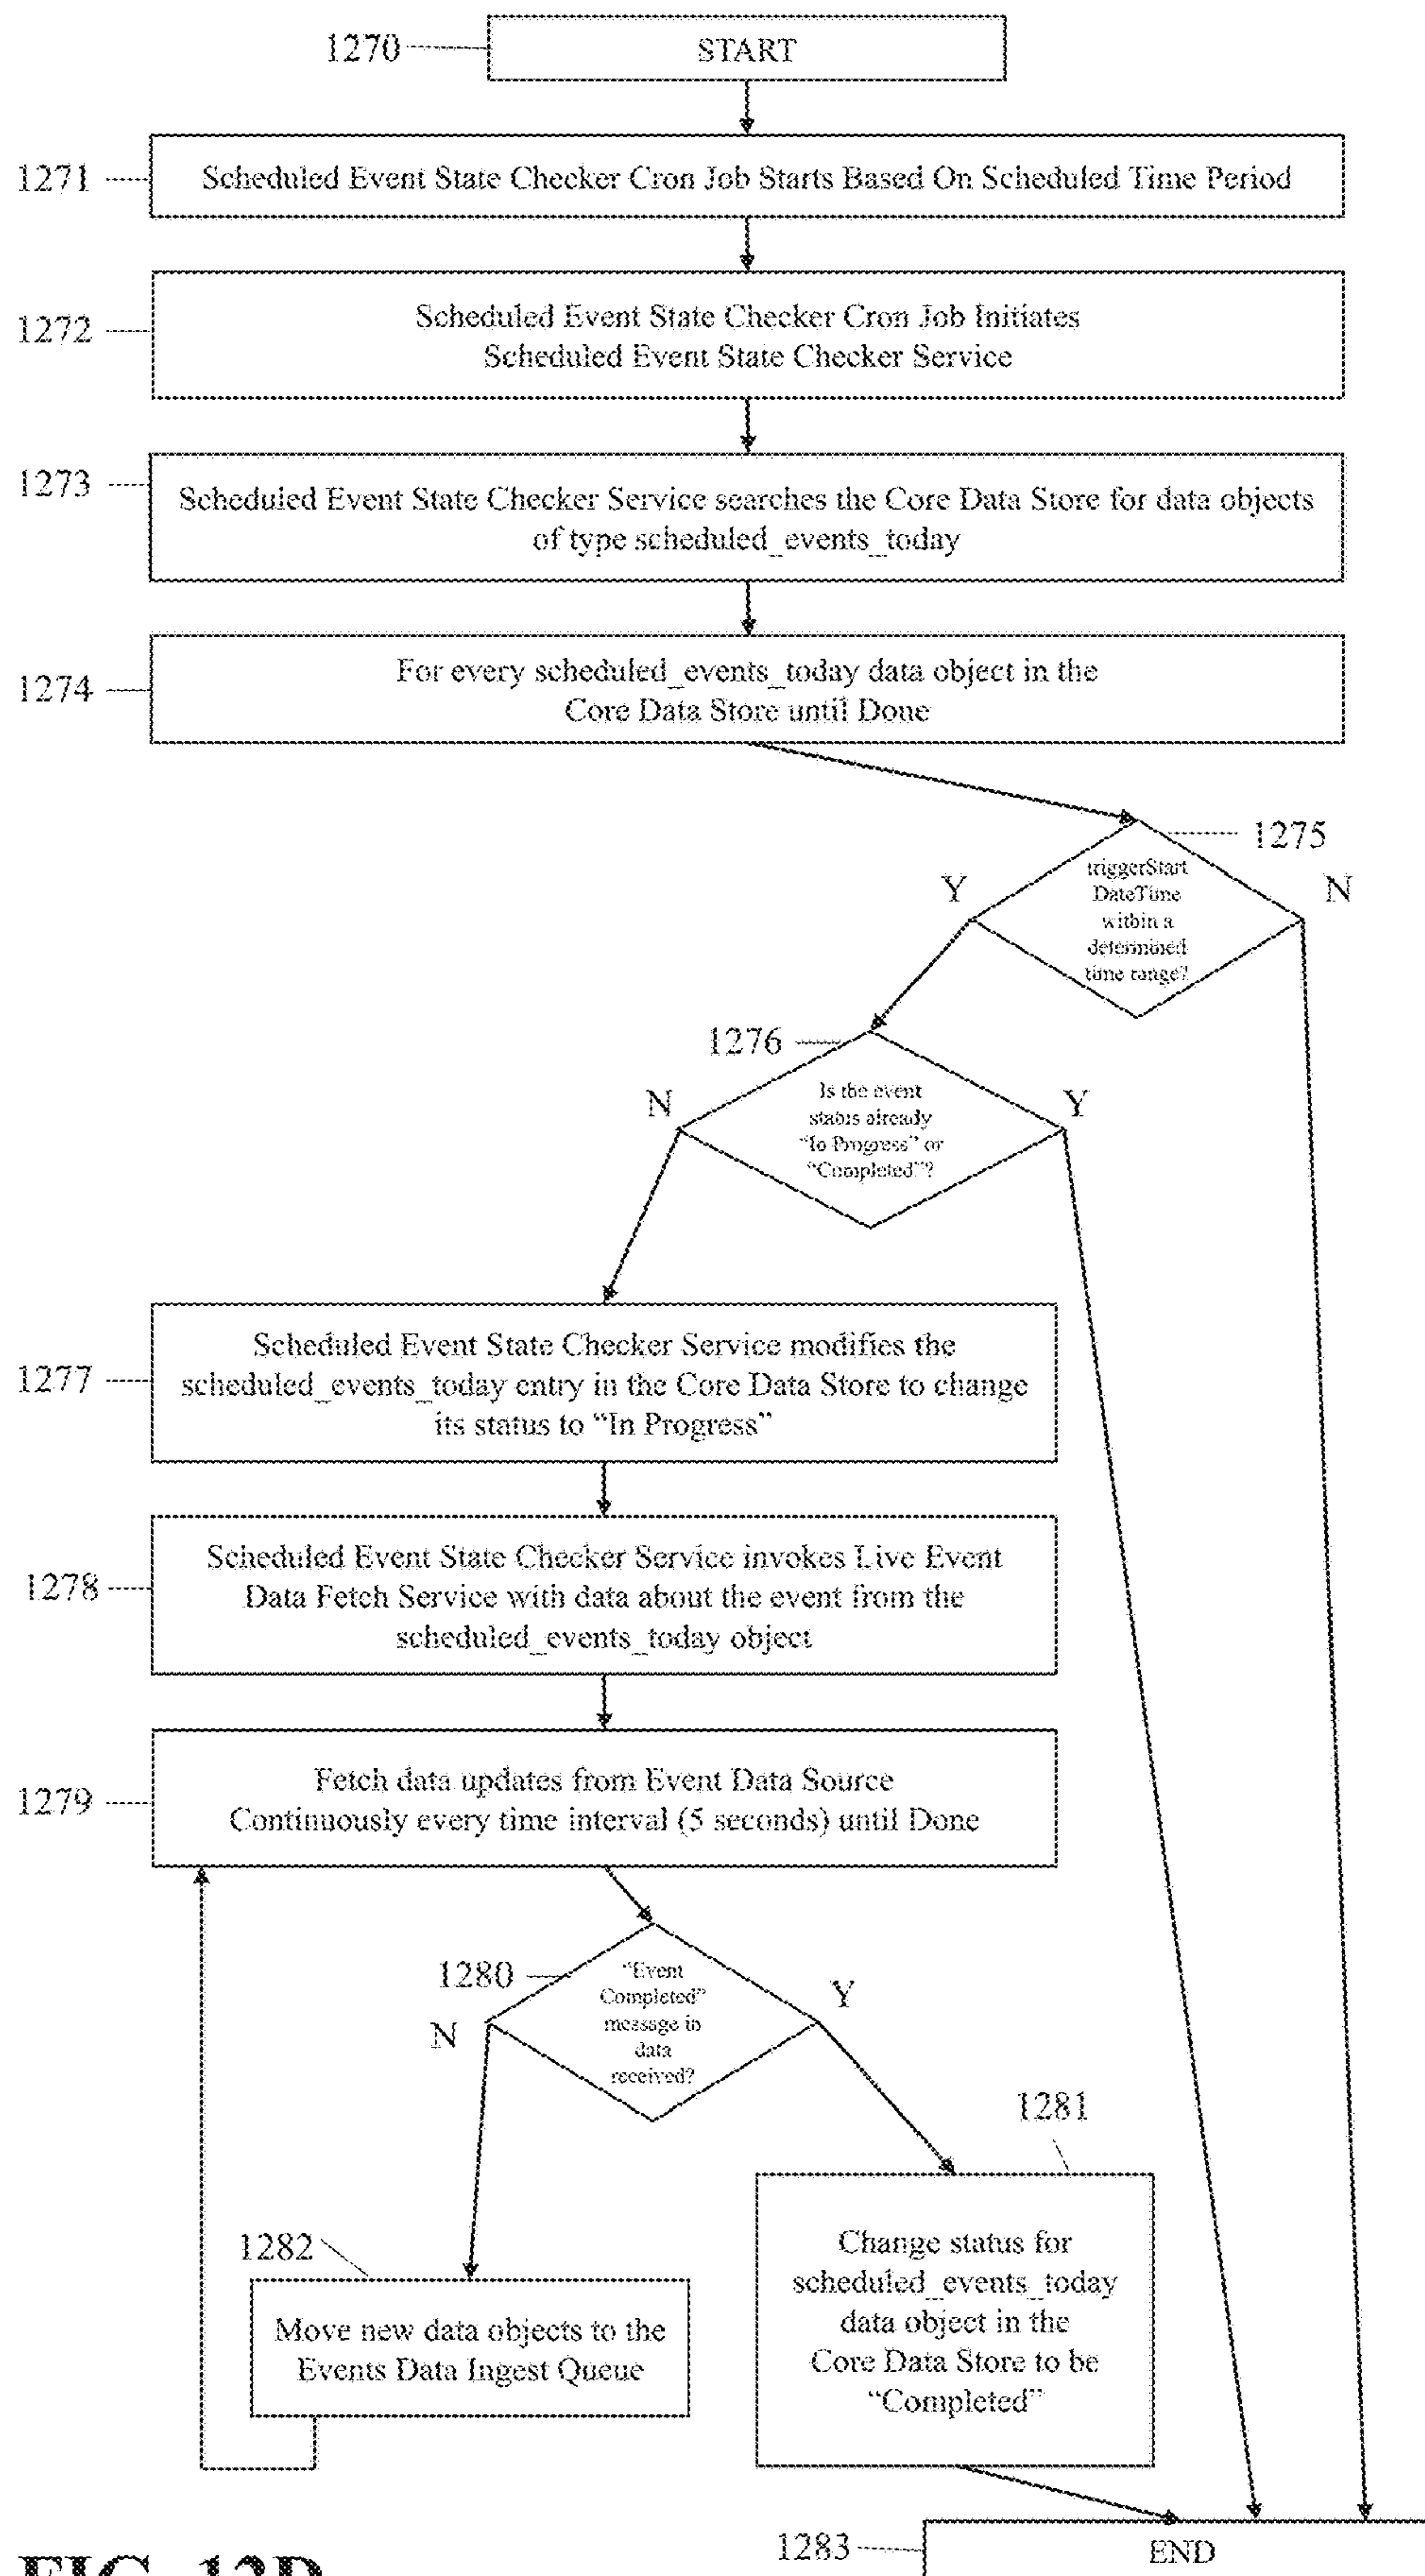 1270
START
1271
Scheduled Event State Checker Cron Job Starts Based On Scheduled Time Period
1272
Scheduled Event State Checker Cron Job Initiates
Scheduled Event State Checker Service
1273
Scheduled Event State Checker Service searches the Core Data Store for data objects
of type scheduled_events_today
1274
For every scheduled_events_today data object in the
Core Data Store until Done
1275
triggerStart
DateTime
within a
determined
time range?
Y
N
1276
Is the event
status already
“In Progress” or
“Completed”?
N
Y
1277
Scheduled Event State Checker Service modifies the
scheduled_events_today entry in the Core Data Store to change
its status to “In Progress”
1278
Scheduled Event State Checker Service invokes Live Event
Data Fetch Service with data about the event from the
scheduled_events_today object
1279
Fetch data updates from Event Data Source
Continuously every time interval (5 seconds) until Done
1280
“Event
Completed”
message in
data
received?
N
Y
1281
Change status for
scheduled_events_today
data object in the
Core Data Store to be
“Completed”
1282
Move new data objects to the
Events Data Ingest Queue
1283
END
FIG. 12D